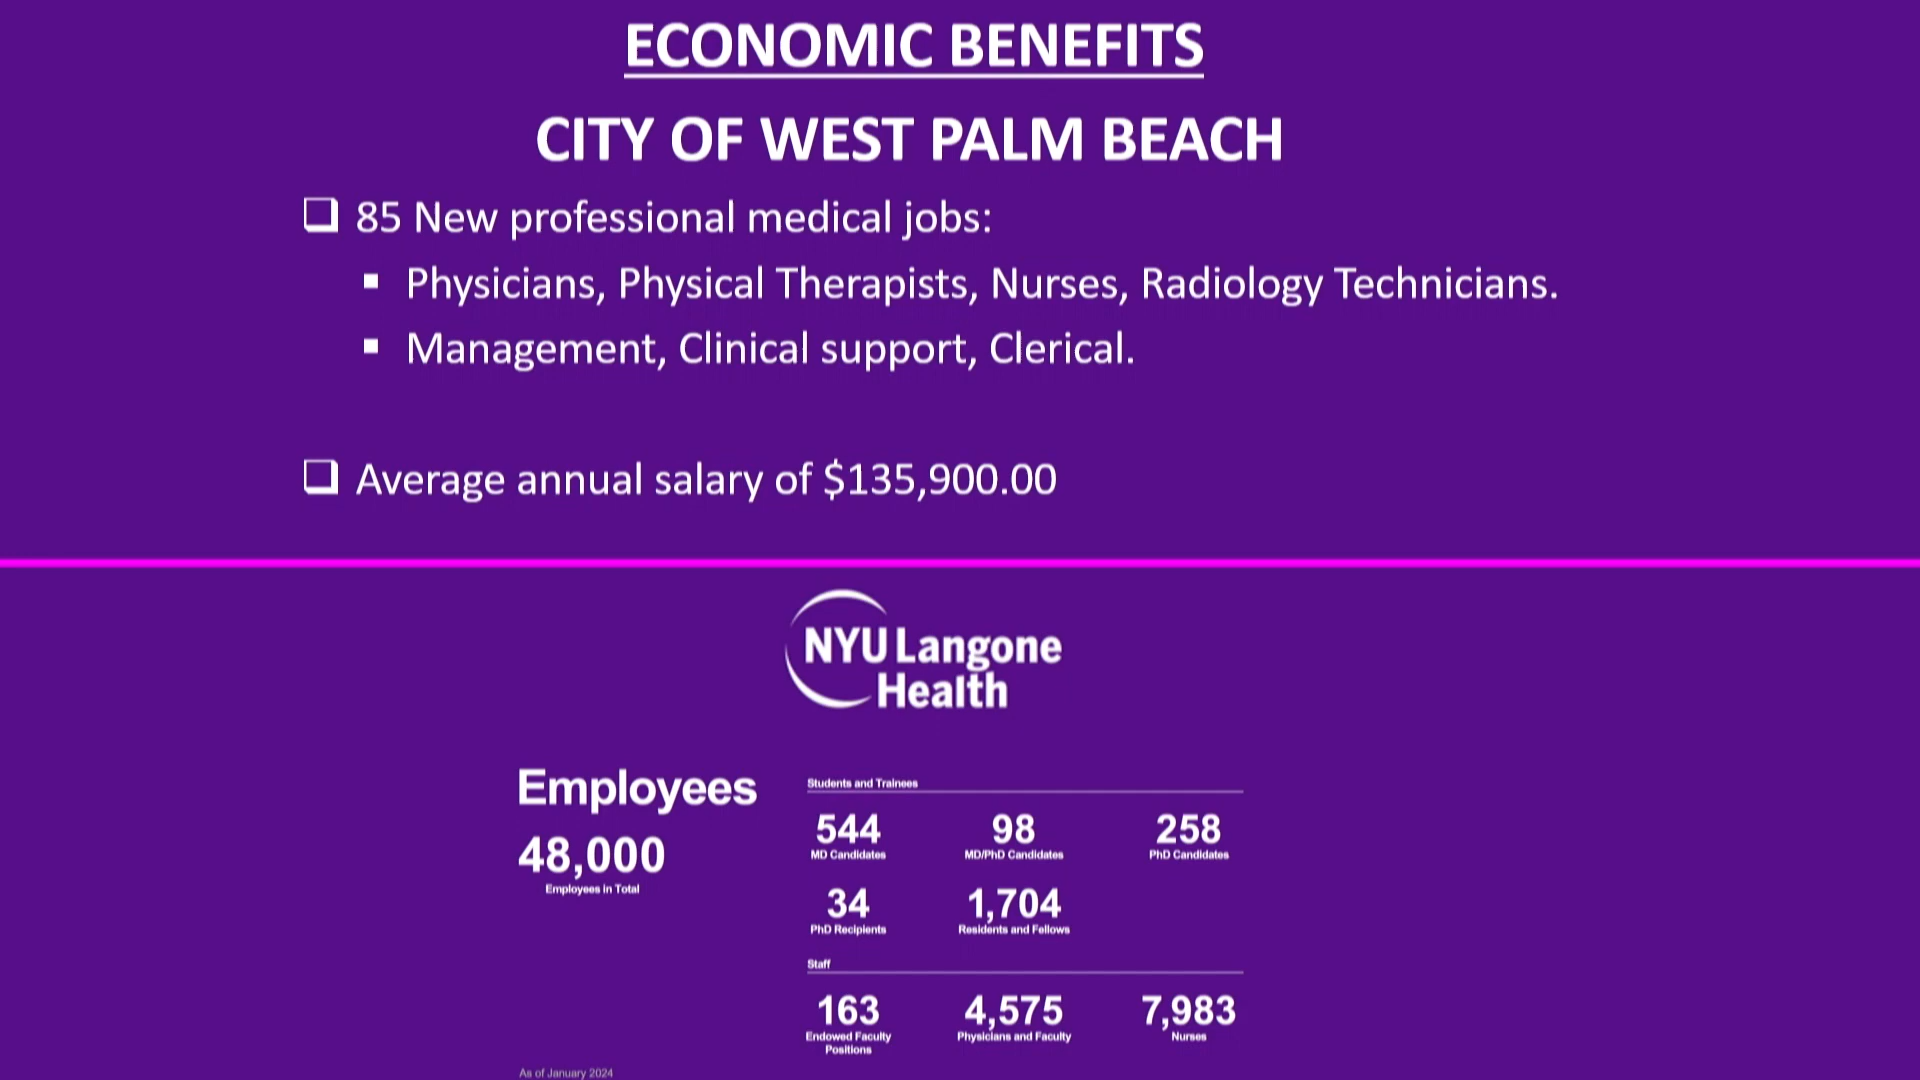 ECONOMIC BENEFITS
CITY OF WEST PALM BEACH
85 New professional medical jobs:
Physicians, Physical Therapists, Nurses, Radiology Technicians.
Management, Clinical support, Clerical.
Average annual salary of $135,900.00
NYU Langone
Health
Employees
48,000
Employees in Total
Students and Trainees
544 98 258
MD Candidates MD/PhD Candidates PhD Candidates
34 1,704
PhD Recipients Residents and Fellows
Staff
163 4,575 7,983
Endowed Faculty Physicians and Faculty Nurses
Positions
As of January 2024